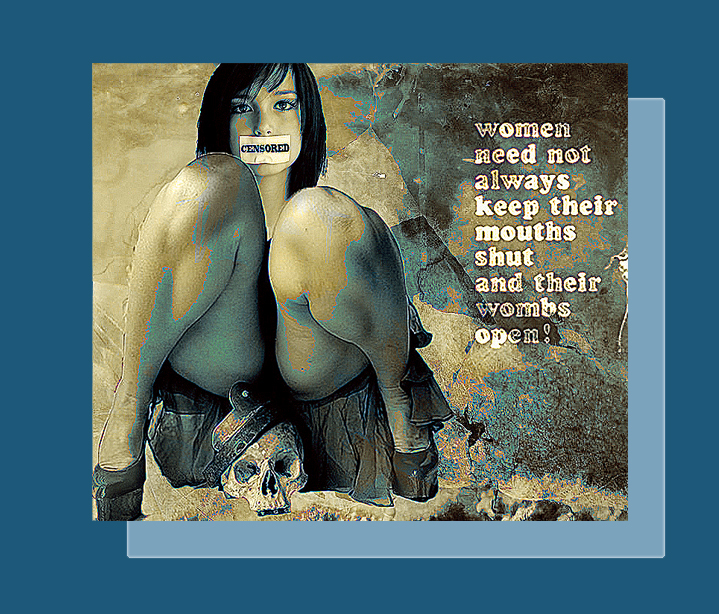 CENSORED
women
need not
always
keep their
mouths
shut
and their
wombs
open!